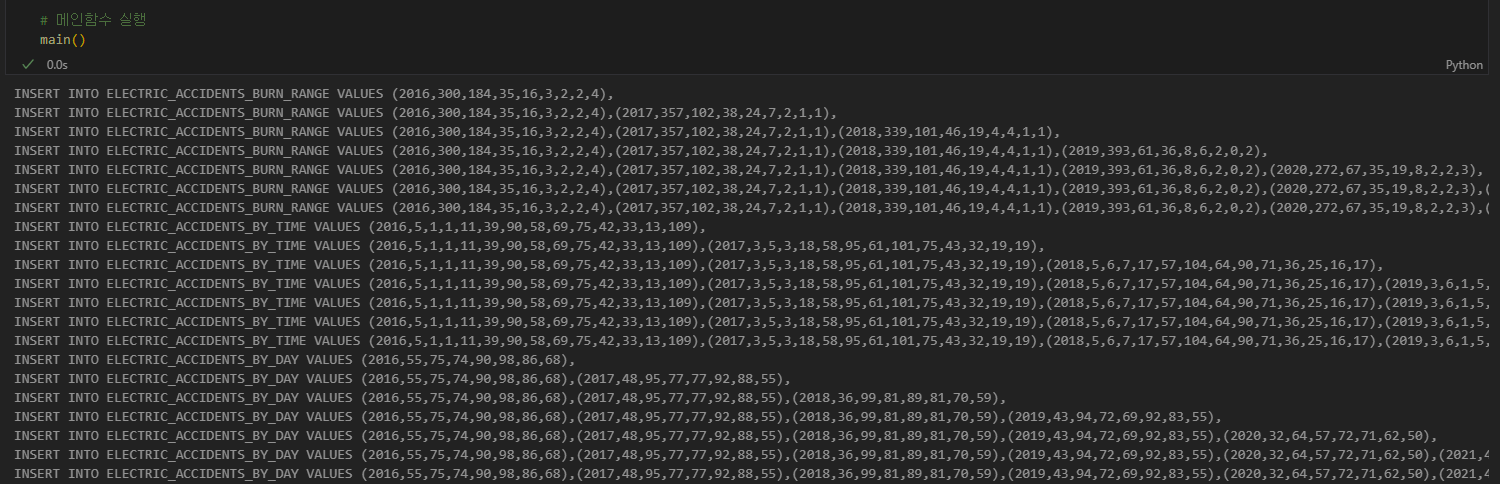 # 메인함수 실행
main()
0.0s
Python
INSERT INTO ELECTRIC_ACCIDENTS_BURN_RANGE VALUES (2016,300,184,35,16,3,2,2,4),
INSERT INTO ELECTRIC_ACCIDENTS_BURN_RANGE VALUES (2016,300,184,35,16,3,2,2,4),(2017,357,102,38,24,7,2,1,1),
INSERT INTO ELECTRIC_ACCIDENTS_BURN_RANGE VALUES (2016,300,184,35,16,3,2,2,4),(2017,357,102,38,24,7,2,1,1),(2018,339,101,46,19,4,4,1,1),
INSERT INTO ELECTRIC_ACCIDENTS_BURN_RANGE VALUES (2016,300,184,35,16,3,2,2,4),(2017,357,102,38,24,7,2,1,1),(2018,339,101,46,19,4,4,1,1),(2019,393,61,36,8,6,2,0,2),
INSERT INTO ELECTRIC_ACCIDENTS_BURN_RANGE VALUES (2016,300,184,35,16,3,2,2,4),(2017,357,102,38,24,7,2,1,1),(2018,339,101,46,19,4,4,1,1),(2019,393,61,36,8,6,2,0,2),(2020,272,67,35,19,8,2,2,3),
INSERT INTO ELECTRIC_ACCIDENTS_BURN_RANGE VALUES (2016,300,184,35,16,3,2,2,4),(2017,357,102,38,24,7,2,1,1),(2018,339,101,46,19,4,4,1,1),(2019,393,61,36,8,6,2,0,2),(2020,272,67,35,19,8,2,2,3),(
INSERT INTO ELECTRIC_ACCIDENTS_BURN_RANGE VALUES (2016,300,184,35,16,3,2,2,4),(2017,357,102,38,24,7,2,1,1),(2018,339,101,46,19,4,4,1,1),(2019,393,61,36,8,6,2,0,2),(2020,272,67,35,19,8,2,2,3),(
INSERT INTO ELECTRIC_ACCIDENTS_BY_TIME VALUES (2016,5,1,1,11,39,90,58,69,75,42,33,13,109),
INSERT INTO ELECTRIC_ACCIDENTS_BY_TIME VALUES (2016,5,1,1,11,39,90,58,69,75,42,33,13,109),(2017,3,5,3,18,58,95,61,101,75,43,32,19,19),
INSERT INTO ELECTRIC_ACCIDENTS_BY_TIME VALUES (2016,5,1,1,11,39,90,58,69,75,42,33,13,109),(2017,3,5,3,18,58,95,61,101,75,43,32,19,19),(2018,5,6,7,17,57,104,64,90,71,36,25,16,17),
INSERT INTO ELECTRIC_ACCIDENTS_BY_TIME VALUES (2016,5,1,1,11,39,90,58,69,75,42,33,13,109),(2017,3,5,3,18,58,95,61,101,75,43,32,19,19),(2018,5,6,7,17,57,104,64,90,71,36,25,16,17),(2019,3,6,1,5,
INSERT INTO ELECTRIC_ACCIDENTS_BY_TIME VALUES (2016,5,1,1,11,39,90,58,69,75,42,33,13,109),(2017,3,5,3,18,58,95,61,101,75,43,32,19,19),(2018,5,6,7,17,57,104,64,90,71,36,25,16,17),(2019,3,6,1,5,
INSERT INTO ELECTRIC_ACCIDENTS_BY_TIME VALUES (2016,5,1,1,11,39,90,58,69,75,42,33,13,109),(2017,3,5,3,18,58,95,61,101,75,43,32,19,19),(2018,5,6,7,17,57,104,64,90,71,36,25,16,17),(2019,3,6,1,5,
INSERT INTO ELECTRIC_ACCIDENTS_BY_TIME VALUES (2016,5,1,1,11,39,90,58,69,75,42,33,13,109),(2017,3,5,3,18,58,95,61,101,75,43,32,19,19),(2018,5,6,7,17,57,104,64,90,71,36,25,16,17),(2019,3,6,1,5,
INSERT INTO ELECTRIC_ACCIDENTS_BY_DAY VALUES (2016,55,75,74,90,98,86,68),
INSERT INTO ELECTRIC_ACCIDENTS_BY_DAY VALUES (2016,55,75,74,90,98,86,68),(2017,48,95,77,77,92,88,55),
INSERT INTO ELECTRIC_ACCIDENTS_BY_DAY VALUES (2016,55,75,74,90,98,86,68),(2017,48,95,77,77,92,88,55),(2018,36,99,81,89,81,70,59),
INSERT INTO ELECTRIC_ACCIDENTS_BY_DAY VALUES (2016,55,75,74,90,98,86,68),(2017,48,95,77,77,92,88,55),(2018,36,99,81,89,81,70,59),(2019,43,94,72,69,92,83,55),
INSERT INTO ELECTRIC_ACCIDENTS_BY_DAY VALUES (2016,55,75,74,90,98,86,68),(2017,48,95,77,77,92,88,55),(2018,36,99,81,89,81,70,59),(2019,43,94,72,69,92,83,55),(2020,32,64,57,72,71,62,50),
INSERT INTO ELECTRIC_ACCIDENTS_BY_DAY VALUES (2016,55,75,74,90,98,86,68),(2017,48,95,77,77,92,88,55),(2018,36,99,81,89,81,70,59),(2019,43,94,72,69,92,83,55),(2020,32,64,57,72,71,62,50),(2021,4
INSERT INTO ELECTRIC_ACCIDENTS_BY_DAY VALUES (2016,55,75,74,90,98,86,68),(2017,48,95,77,77,92,88,55),(2018,36,99,81,89,81,70,59),(2019,43,94,72,69,92,83,55),(2020,32,64,57,72,71,62,50),(2021,4